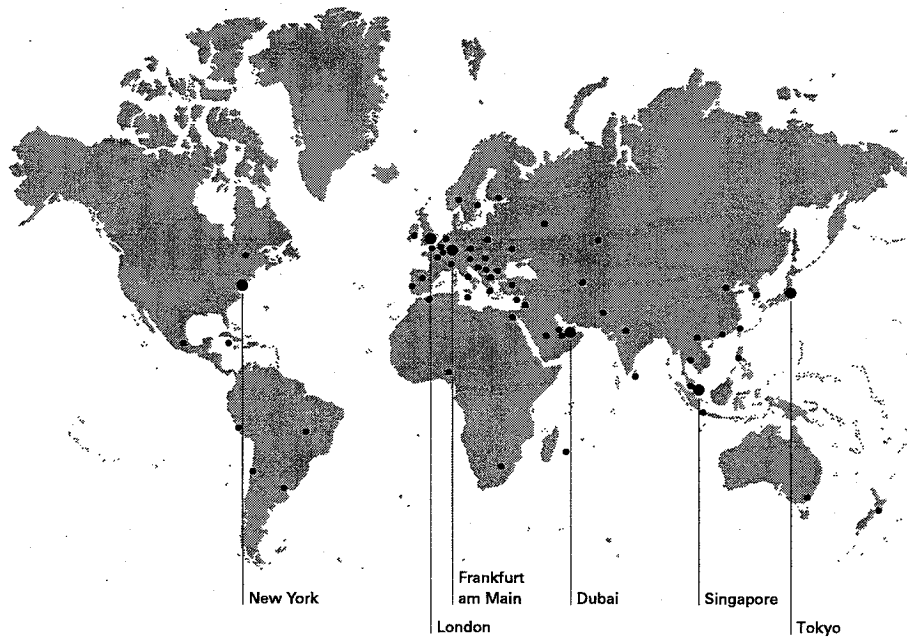 New York
London
Frankfurt
am Main
Dubai
Singapore
Tokyo